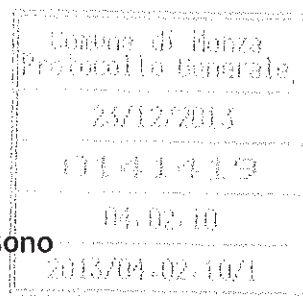 Comune di Monza
Protocollo Generale
23/12/2013
0141419
04.02.10
sono
2013/04.02.10/1